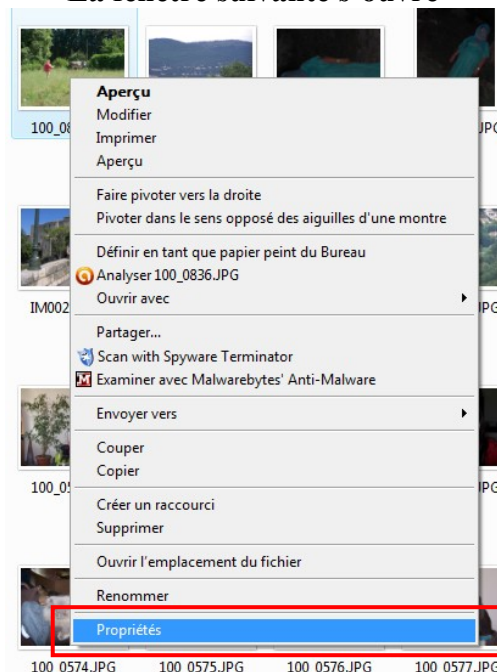 La fenêtre suivante s'ouvre
Aperçu
Modifier
100_08
JPG
Imprimer
Aperçu
Faire pivoter vers la droite
Pivoter dans le sens opposé des aiguilles d'une montre
Définir en tant que papier peint du Bureau
Analyser 100_0836.JPG
IM002
Ouvrir avec
JPG
Partager...
Scan with Spyware Terminator
Examiner avec Malwarebytes' Anti-Malware
Envoyer vers
Couper
Copier
100_05
JPG
Créer un raccourci
Supprimer
Ouvrir l'emplacement du fichier
Renommer
Propriétés
100_0574.JPG 100_0575.JPG 100_0576.JPG 100_0577.JPG